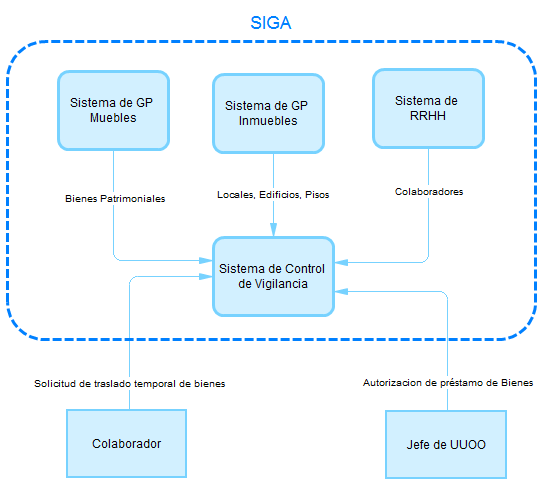 SIGA
Sistema de GP
Muebles
Sistema de GP
Inmuebles
Sistema de
RRHH
Bienes Patrimoniales
Locales, Edificios, Pisos
Colaboradores
Sistema de Control
de Vigilancia
Solicitud de traslado temporal de bienes
Autorizacion de préstamo de Bienes
Colaborador
Jefe de UUOO